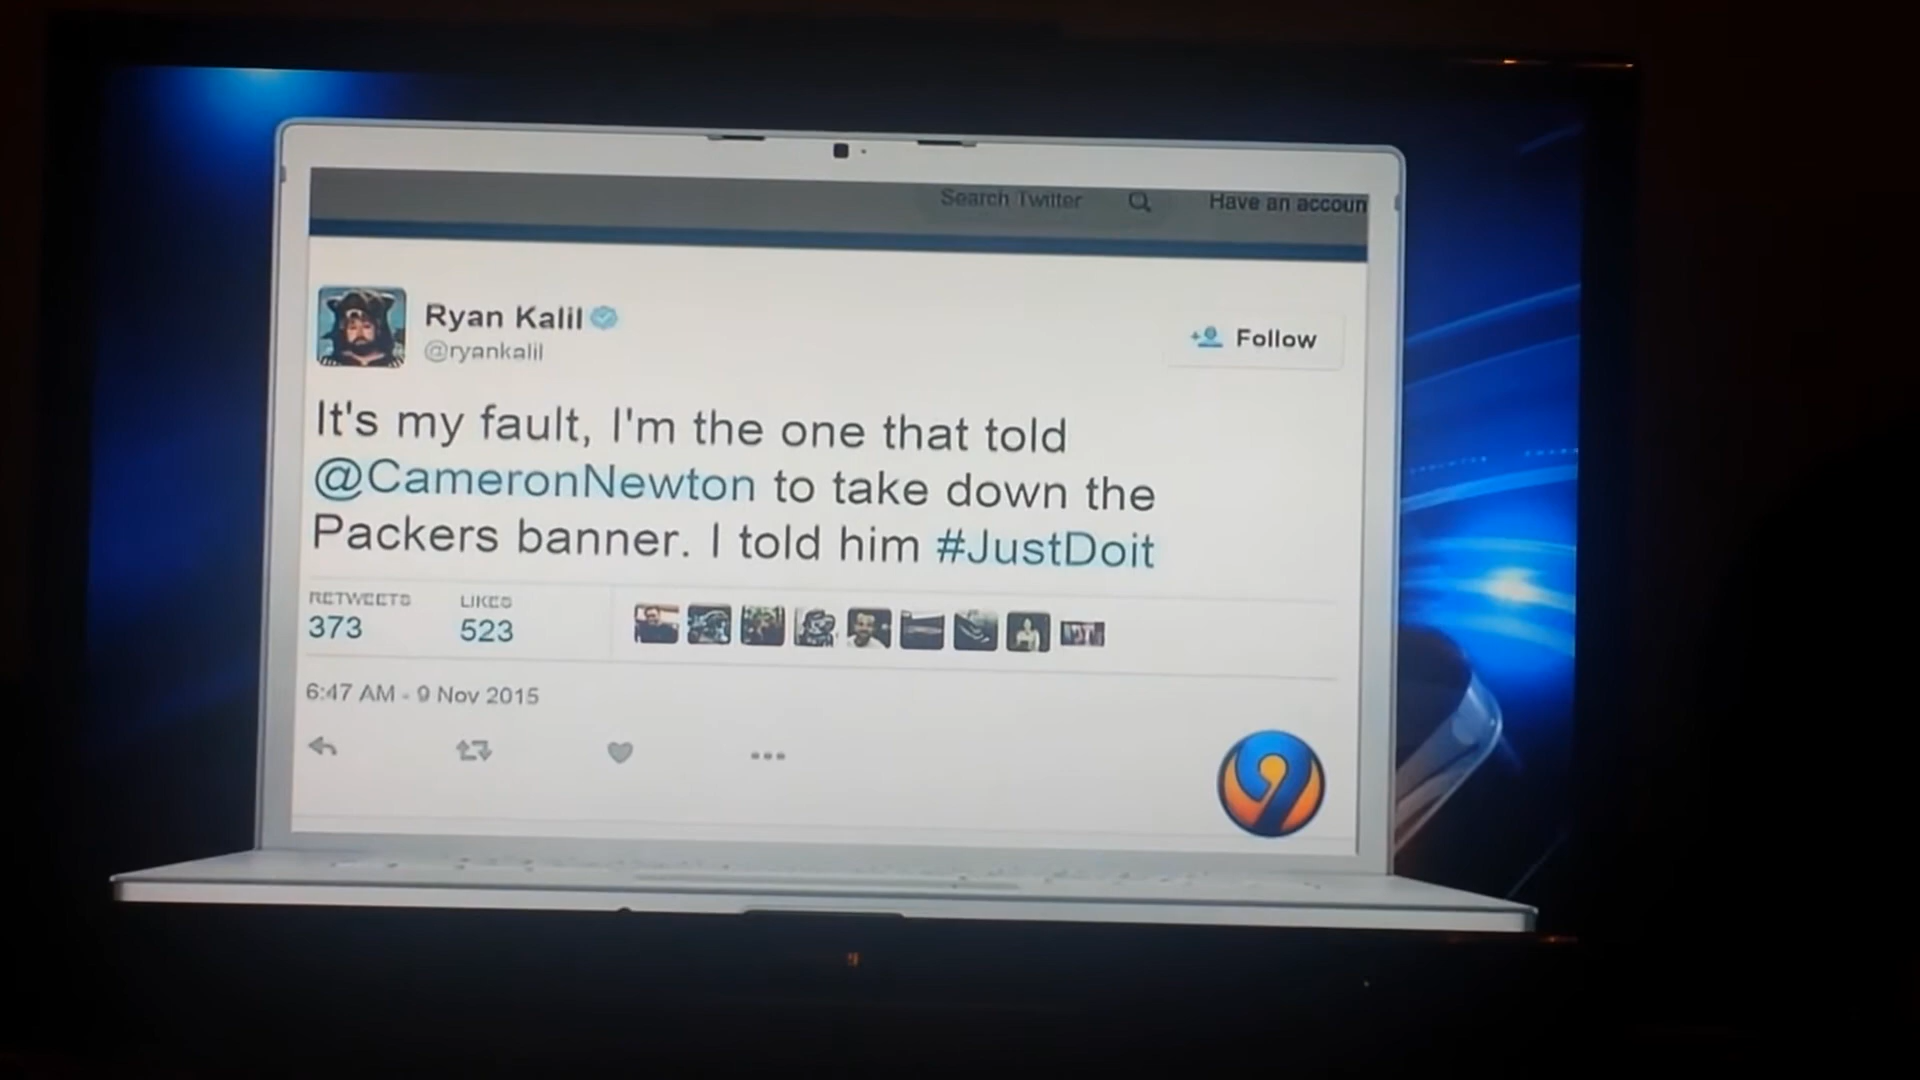 Search Twitter Have an accoun
Ryan Kalil
@ryankalil
Follow
It's my fault, I'm the one that told
@CameronNewton to take down the
Packers banner. I told him #JustDoit
RETWEETS LIKES
373 523
6:47 AM - 9 Nov 2015
9